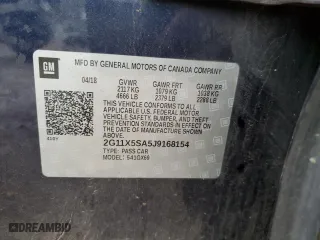 GM
MFD BY GENERAL MOTORS OF CANADA COMPANY
04/18 GVWR GAWR FRT GAWR RR
2117 KG 1079 KG 1038 KG
4666 LB 2379 LB 2288 LB
THIS VEHICLE CONFORMS TO ALL APPLICABLE
U.S. FEDERAL MOTOR VEHICLE
SAFETY, BUMPER, AND THEFT
PREVENTION STANDARDS IN EFFECT
ON THE DATE OF MANUFACTURE
SHOWN ABOVE.
2G11X5SA5J9168154
TYPE: PASS CAR
MODEL: